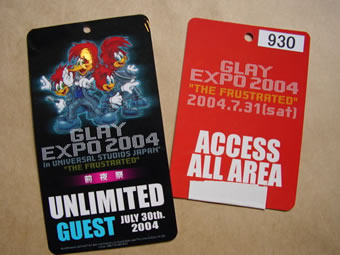 GLAY
EXPO 2004
in UNIVERSAL STUDIOS JAPAN
"THE FRUSTRATED"
前夜祭
UNLIMITED
GUEST JULY 30th.
2004
930
GLAY
EXPO 2004
"THE FRUSTRATED"
2004.7.31(sat)
ACCESS
ALL AREA